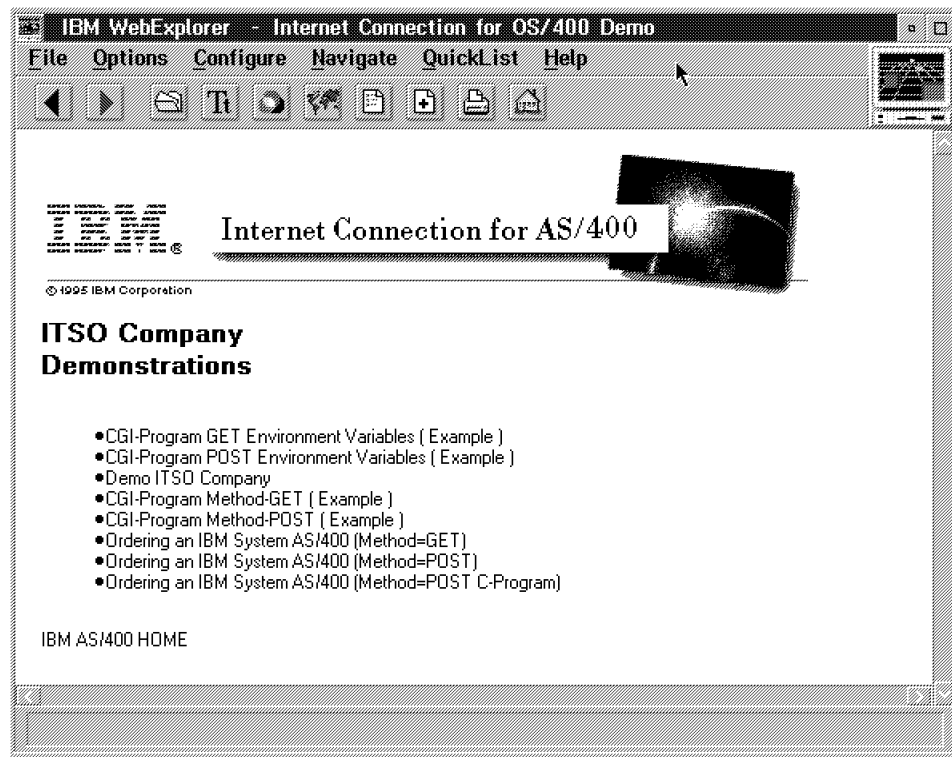 IBM WebExplorer - Internet Connection for OS/400 Demo
File Options Configure Navigate QuickList Help
Tt
IBM®
Internet Connection for AS/400
©1995 IBM Corporation
ITSO Company
Demonstrations
●CGI-Program GET Environment Variables ( Example )
●CGI-Program POST Environment Variables ( Example )
●Demo ITSO Company
●CGI-Program Method-GET ( Example )
●CGI-Program Method-POST ( Example )
●Ordering an IBM System AS/400 (Method=GET)
●Ordering an IBM System AS/400 (Method=POST)
●Ordering an IBM System AS/400 (Method=POST C-Program)
IBM AS/400 HOME